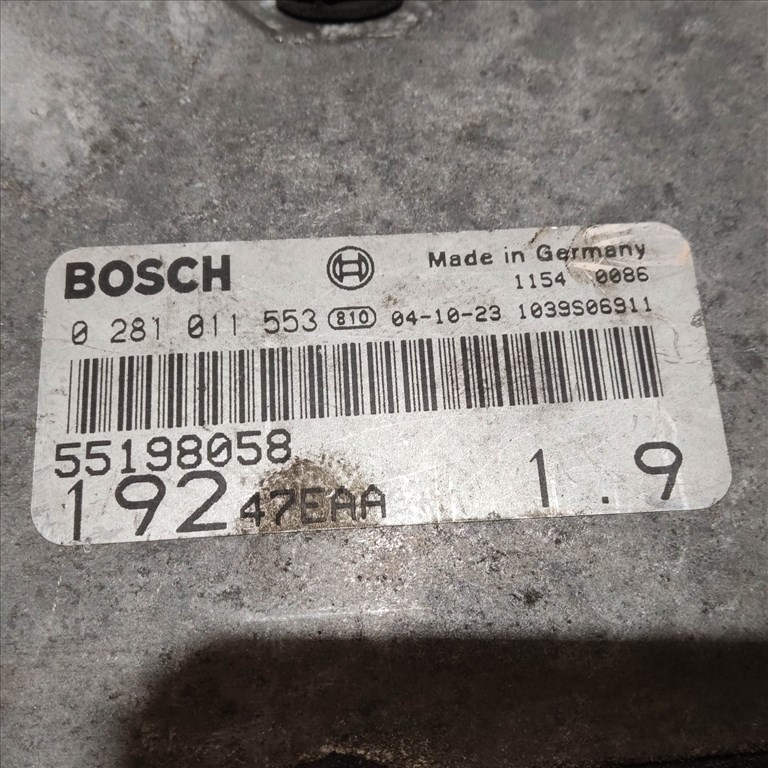 BOSCH
Made in Germany
1154 0086
0 281 011 553 810 04-10-23 1039S06911
55198058
192 47EAA 1.9